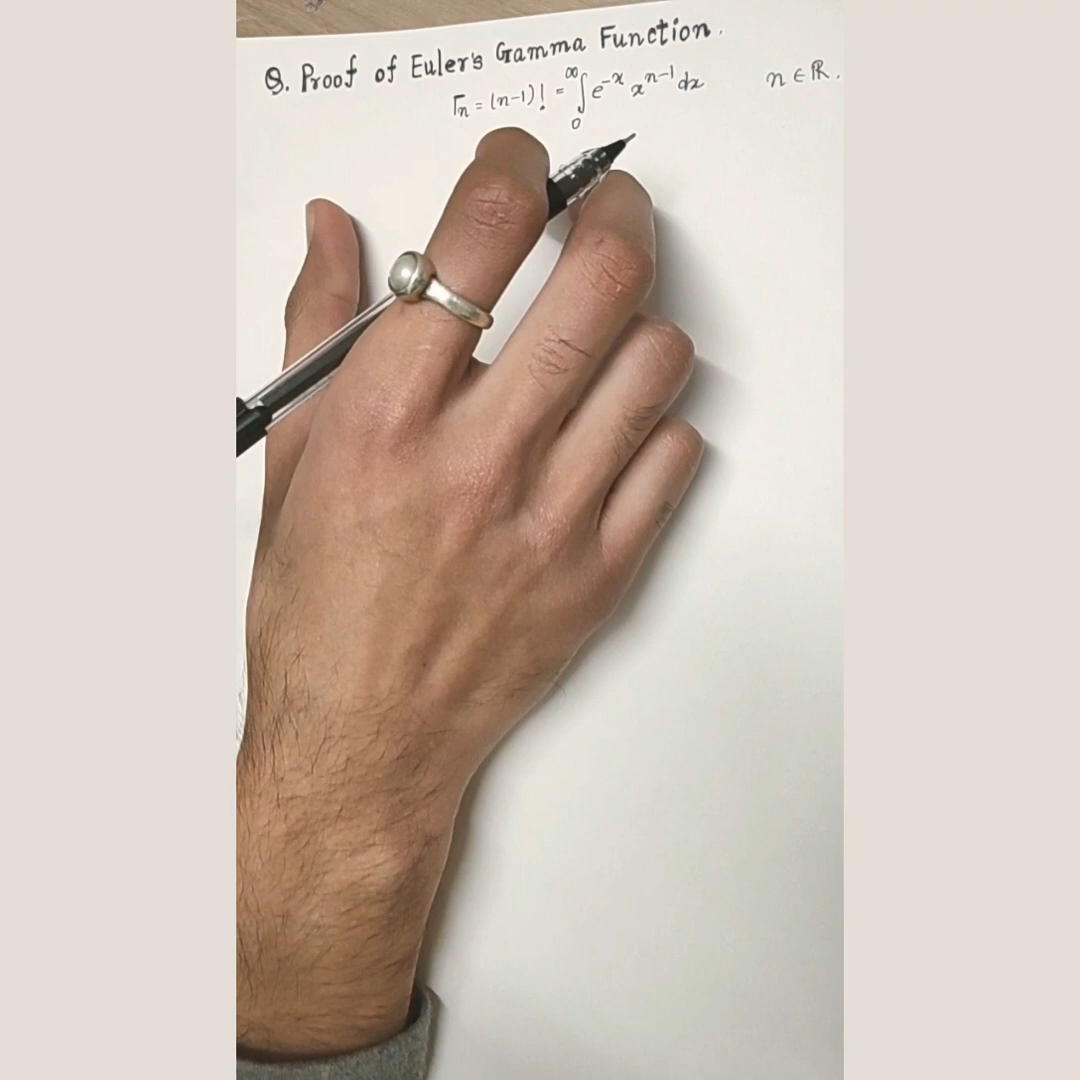 Q. Proof of Euler's Gamma Function.
Γn = (n-1)! = ∫₀^∞ e^-x x^n-1 dx n ∈ ℝ.